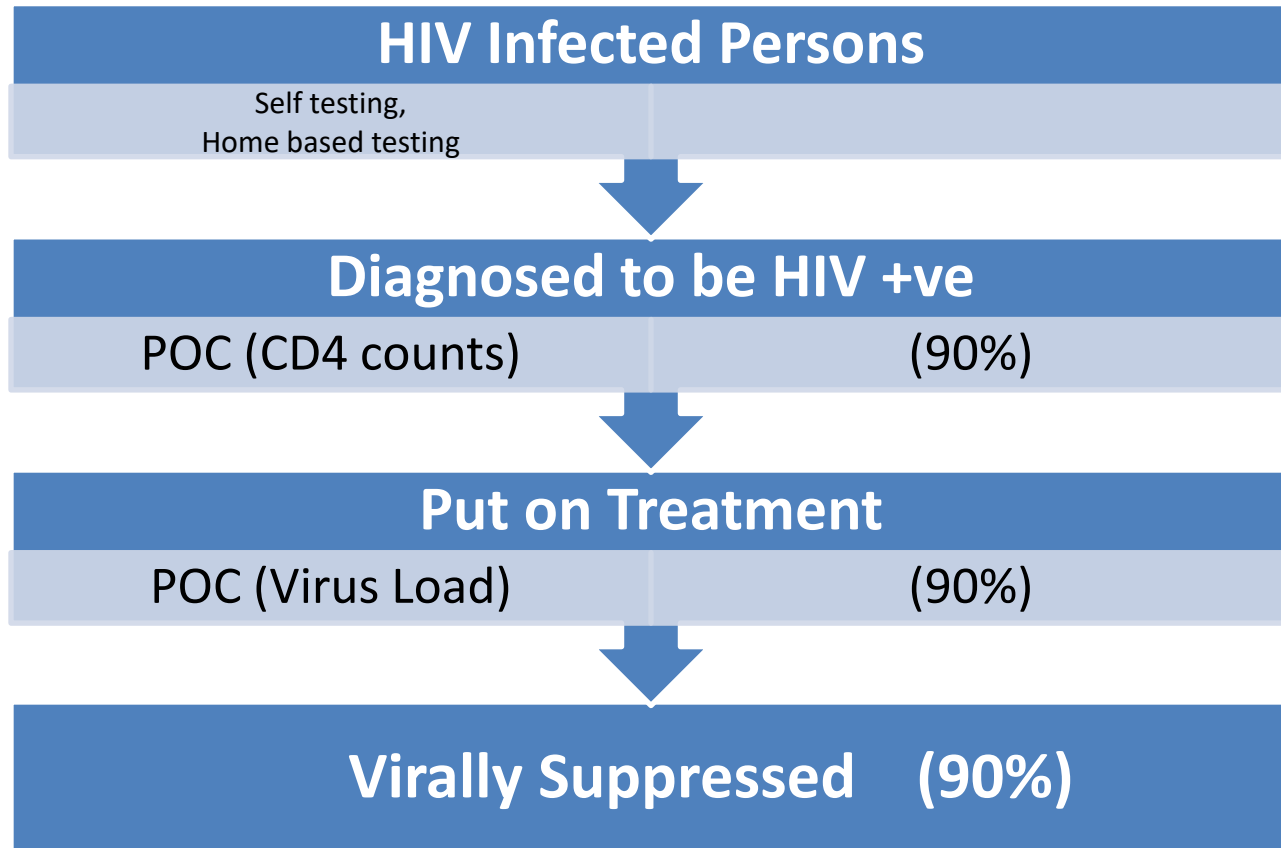 HIV Infected Persons
Self testing,
Home based testing
Diagnosed to be HIV +ve
POC (CD4 counts) (90%)
Put on Treatment
POC (Virus Load) (90%)
Virally Suppressed (90%)